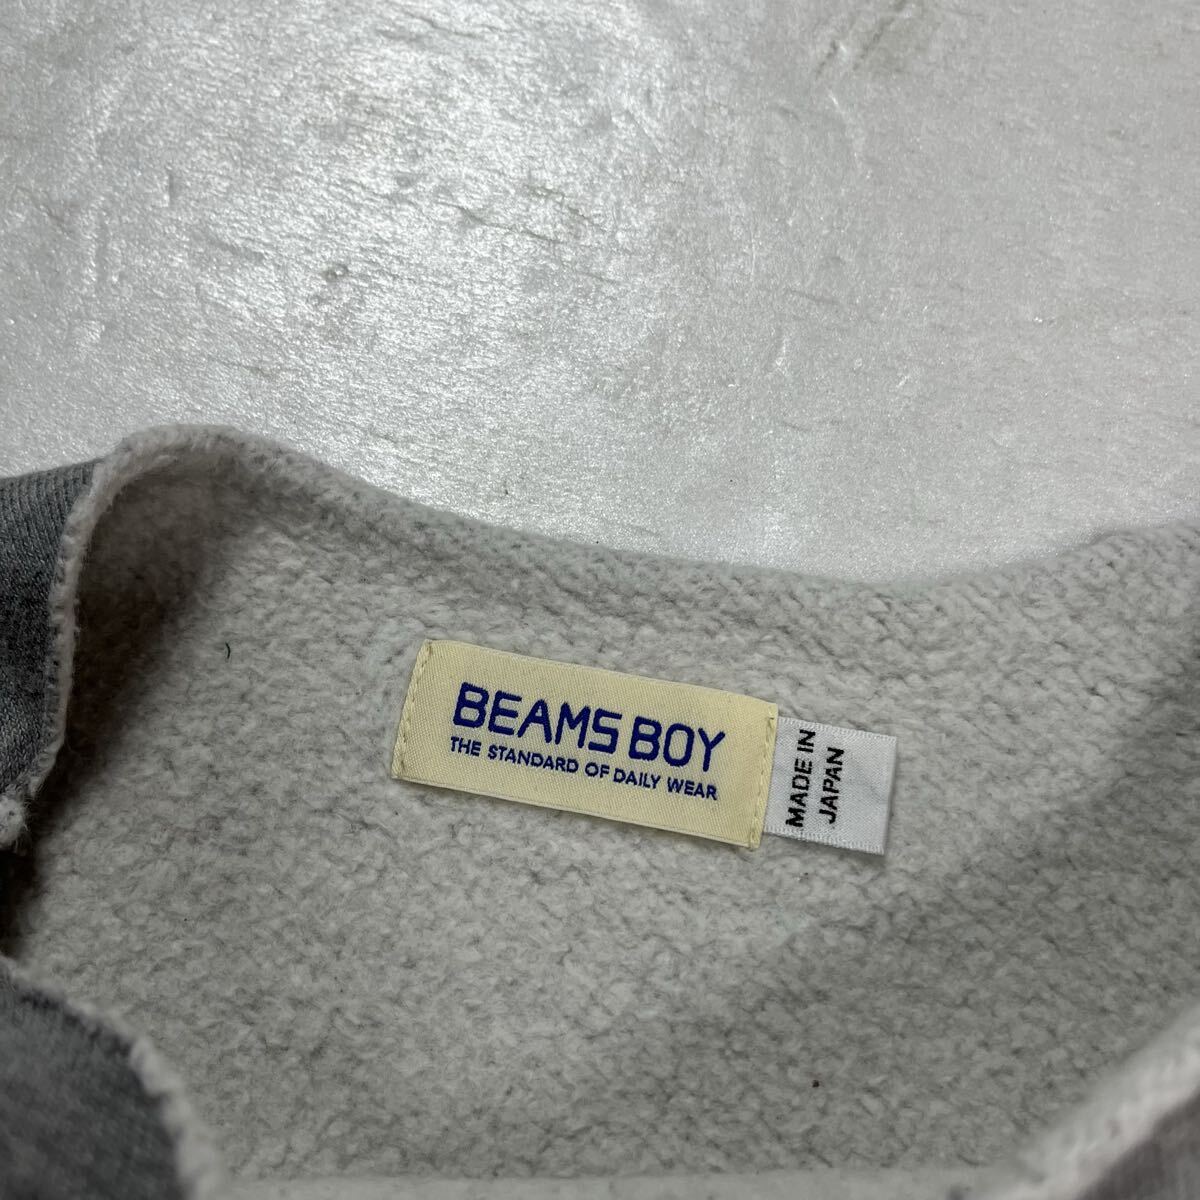 BEAMS BOY
THE STANDARD OF DAILY WEAR
MADE IN
JAPAN